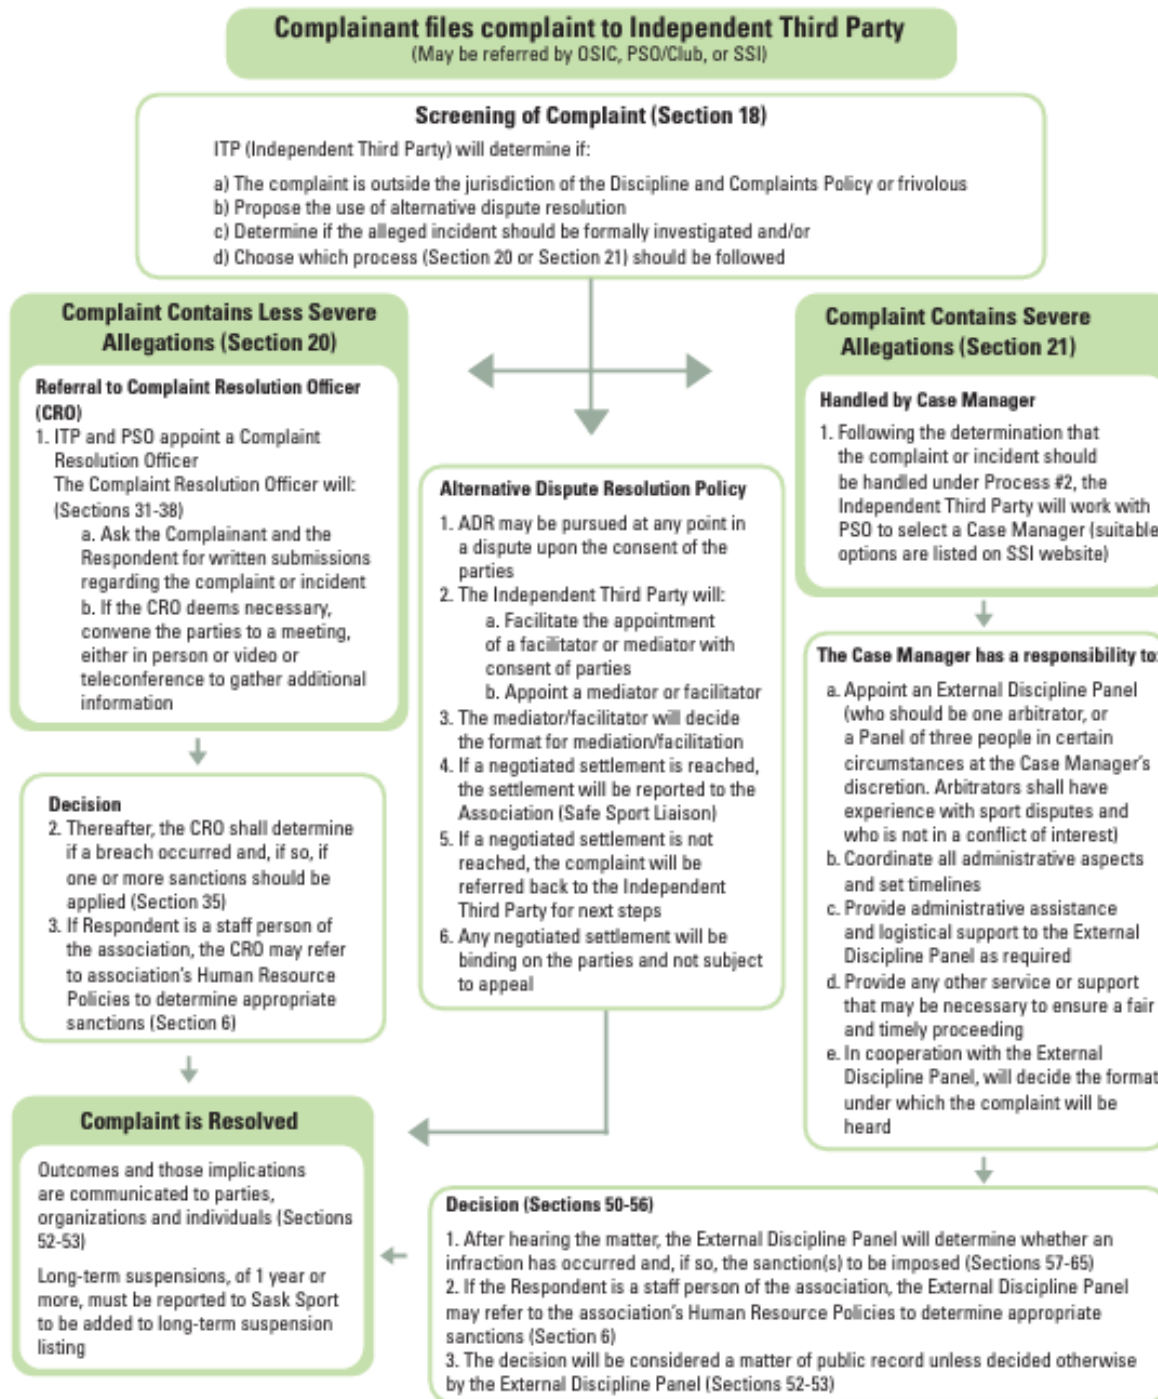 Complainant files complaint to Independent Third Party
(May be referred by OSIC, PSO/Club, or SSI)
Screening of Complaint (Section 18)
ITP (Independent Third Party) will determine if:
a) The complaint is outside the jurisdiction of the Discipline and Complaints Policy or frivolous
b) Propose the use of alternative dispute resolution
c) Determine if the alleged incident should be formally investigated and/or
d) Choose which process (Section 20 or Section 21) should be followed
Complaint Contains Less Severe
Allegations (Section 20)
Referral to Complaint Resolution Officer
(CRO)
1. ITP and PSO appoint a Complaint
Resolution Officer
The Complaint Resolution Officer will:
(Sections 31-38)
a. Ask the Complainant and the
Respondent for written submissions
regarding the complaint or incident
b. If the CRO deems necessary,
convene the parties to a meeting,
either in person or video or
teleconference to gather additional
information
Decision
2. Thereafter, the CRO shall determine
if a breach occurred and, if so, if
one or more sanctions should be
applied (Section 35)
3. If Respondent is a staff person of
the association, the CRO may refer
to association's Human Resource
Policies to determine appropriate
sanctions (Section 6)
Alternative Dispute Resolution Policy
1. ADR may be pursued at any point in
a dispute upon the consent of the
parties
2. The Independent Third Party will:
a. Facilitate the appointment
of a facilitator or mediator with
consent of parties
b. Appoint a mediator or facilitator
3. The mediator/facilitator will decide
the format for mediation/facilitation
4. If a negotiated settlement is reached,
the settlement will be reported to the
Association (Safe Sport Liaison)
5. If a negotiated settlement is not
reached, the complaint will be
referred back to the Independent
Third Party for next steps
6. Any negotiated settlement will be
binding on the parties and not subject
to appeal
Complaint Contains Severe
Allegations (Section 21)
Handled by Case Manager
1. Following the determination that
the complaint or incident should
be handled under Process #2, the
Independent Third Party will work with
PSO to select a Case Manager (suitable
options are listed on SSI website)
The Case Manager has a responsibility to:
a. Appoint an External Discipline Panel
(who should be one arbitrator, or
a Panel of three people in certain
circumstances at the Case Manager's
discretion. Arbitrators shall have
experience with sport disputes and
who is not in a conflict of interest)
b. Coordinate all administrative aspects
and set timelines
c. Provide administrative assistance
and logistical support to the External
Discipline Panel as required
d. Provide any other service or support
that may be necessary to ensure a fair
and timely proceeding
e. In cooperation with the External
Discipline Panel, will decide the format
under which the complaint will be
heard
Decision (Sections 50-56)
1. After hearing the matter, the External Discipline Panel will determine whether an
infraction has occurred and, if so, the sanction(s) to be imposed (Sections 57-65)
2. If the Respondent is a staff person of the association, the External Discipline Panel
may refer to the association's Human Resource Policies to determine appropriate
sanctions (Section 6)
3. The decision will be considered a matter of public record unless decided otherwise
by the External Discipline Panel (Sections 52-53)
Complaint is Resolved
Outcomes and those implications
are communicated to parties,
organizations and individuals (Sections
52-53)
Long-term suspensions, of 1 year or
more, must be reported to Sask Sport
to be added to long-term suspension
listing